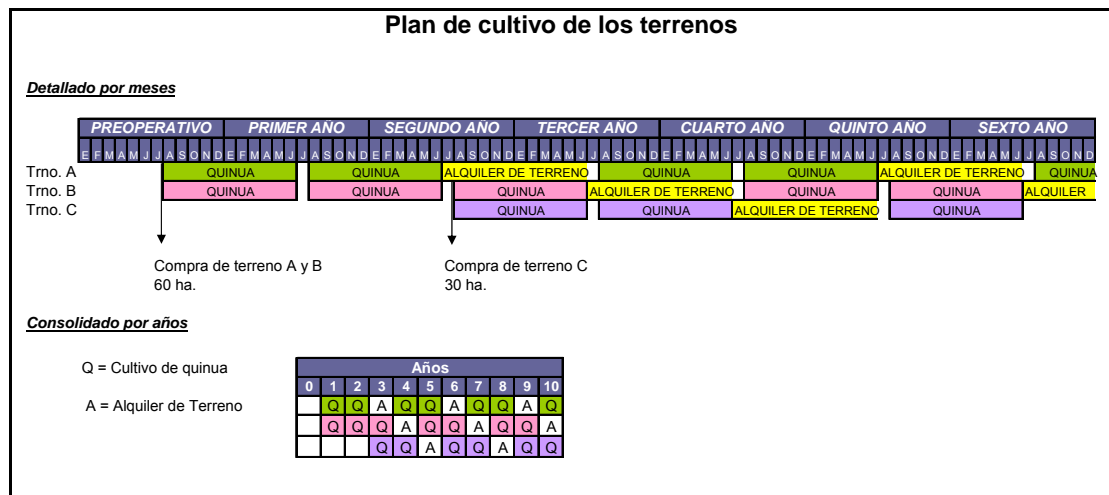 Plan de cultivo de los terrenos
Detallado por meses
PREOPERATIVO PRIMER AÑO SEGUNDO AÑO TERCER AÑO CUARTO AÑO QUINTO AÑO SEXTO AÑO
E F M A M J J A S O N D E F M A M J J A S O N D E F M A M J J A S O N D E F M A M J J A S O N D E F M A M J J A S O N D E F M A M J J A S O N D E F M A M J J A S O N D
Trno. A QUINUA QUINUA ALQUILER DE TERRENO QUINUA QUINUA ALQUILER DE TERRENO QUINUA
Trno. B QUINUA QUINUA QUINUA ALQUILER DE TERRENO QUINUA QUINUA ALQUILER
Trno. C QUINUA QUINUA ALQUILER DE TERRENO QUINUA
Compra de terreno A y B Compra de terreno C
60 ha. 30 ha.
Consolidado por años
Q = Cultivo de quinua Años
0 1 2 3 4 5 6 7 8 9 10
A = Alquiler de Terreno Q Q A Q Q A Q Q A Q
Q Q Q A Q Q A Q Q A
Q Q A Q Q A Q Q